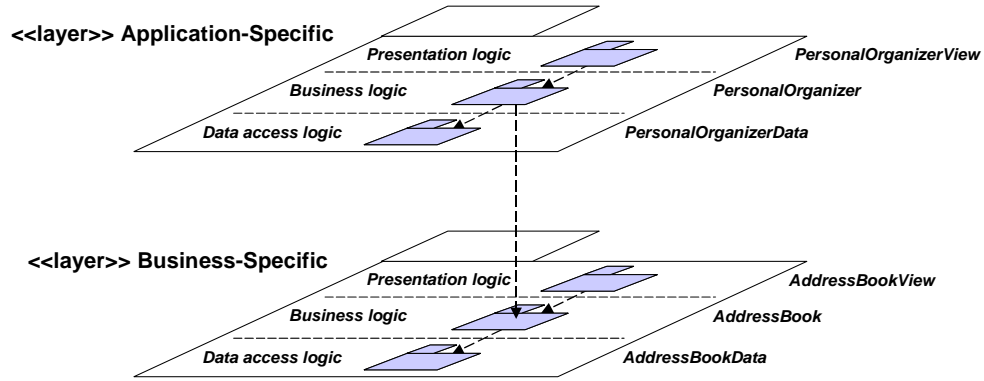 <<layer>> Application-Specific
Presentation logic
PersonalOrganizerView
Business logic
PersonalOrganizer
Data access logic
PersonalOrganizerData
<<layer>> Business-Specific
Presentation logic
AddressBookView
Business logic
AddressBook
Data access logic
AddressBookData